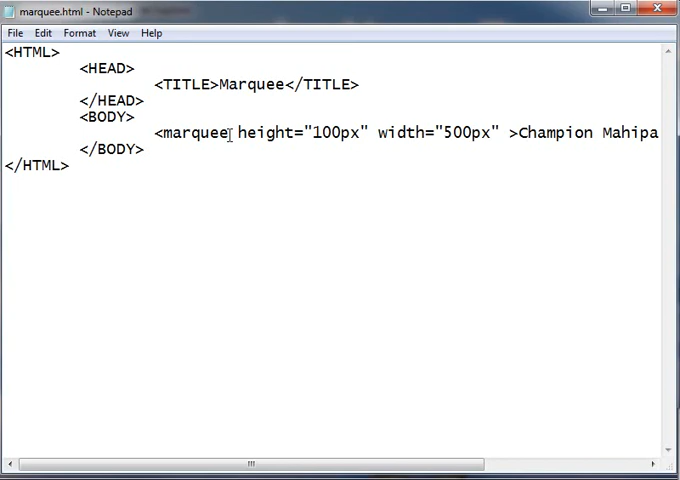 marquee.html - Notepad
File Edit Format View Help
<HTML>
<HEAD>
<TITLE>Marquee</TITLE>
</HEAD>
<BODY>
<marquee height="100px" width="500px" >Champion Mahipa
</BODY>
</HTML>